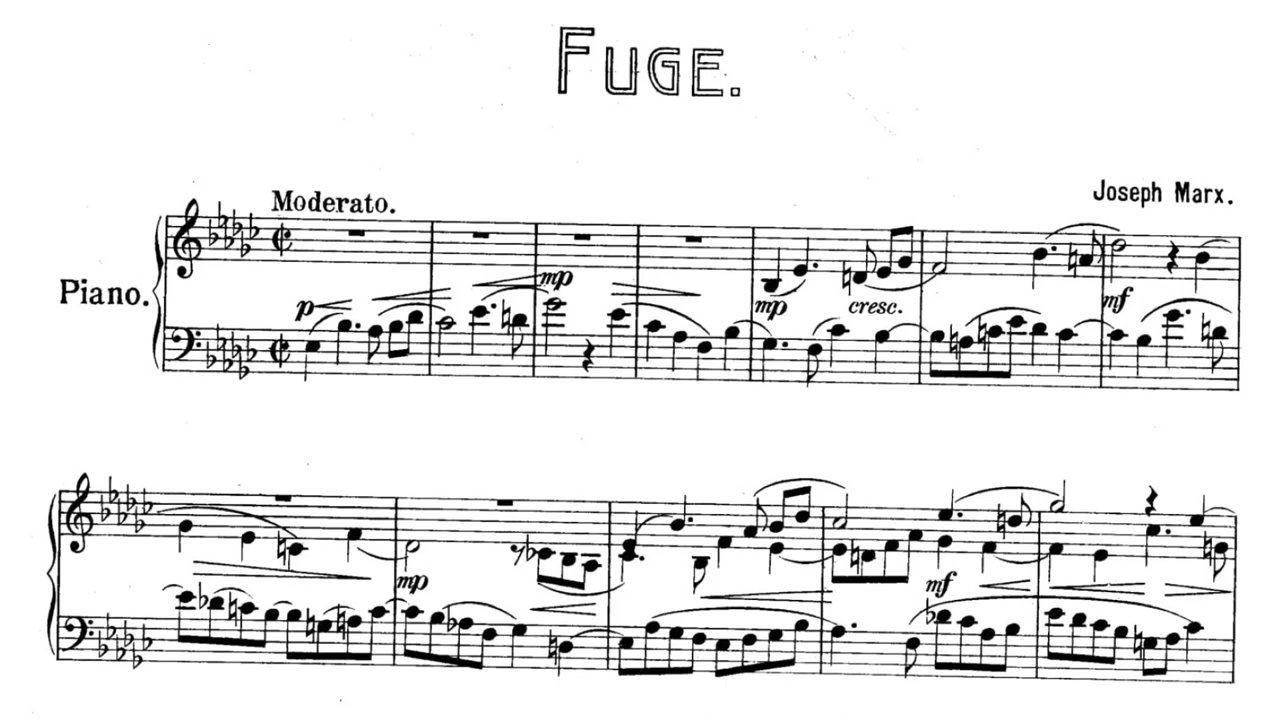 FUGE.
Joseph Marx.
Moderato.
Piano.
p
mp
mp
cresc.
mf
mp
mf